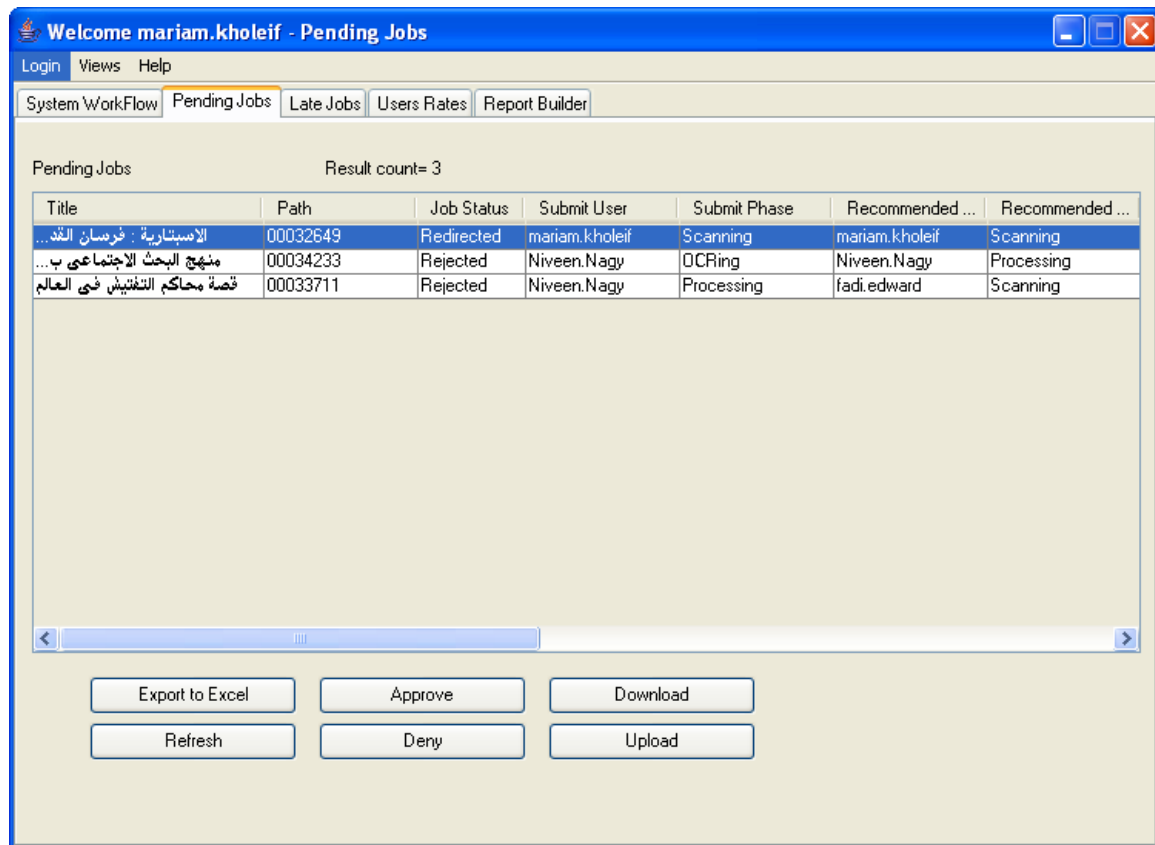 Welcome mariam.kholeif - Pending Jobs
Login Views Help
System WorkFlow Pending Jobs Late Jobs Users Rates Report Builder
Pending Jobs Result count= 3
Title Path Job Status Submit User Submit Phase Recommended ... Recommended ...
الاسبتارية : فرسان القد... 00032649 Redirected mariam.kholeif Scanning mariam.kholeif Scanning
منهج البحث الاجتماعى ب... 00034233 Rejected Niveen.Nagy OCRing Niveen.Nagy Processing
قصة محاكم التفتيش فى العالم 00033711 Rejected Niveen.Nagy Processing fadi.edward Scanning
Export to Excel Approve Download
Refresh Deny Upload